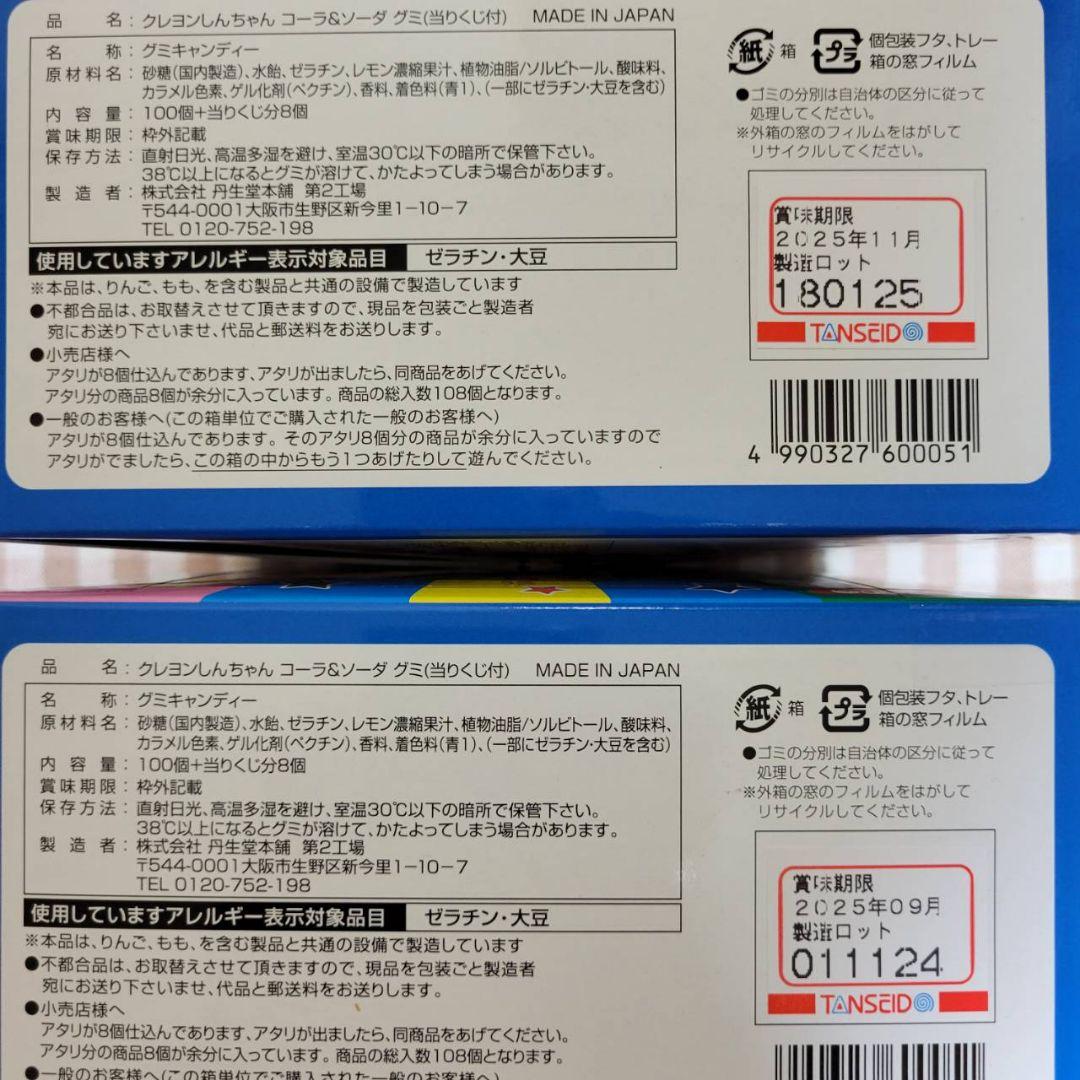 品　名：クレヨンしんちゃん コーラ&ソーダ グミ(当りくじ付)　MADE IN JAPAN
名　称：グミキャンディー
原材料名：砂糖(国内製造)、水飴、ゼラチン、レモン濃縮果汁、植物油脂/ソルビトール、酸味料、
カラメル色素、ゲル化剤(ペクチン)、香料、着色料(青1)、(一部にゼラチン・大豆を含む)
内容量：100個+当りくじ分8個
賞味期限：枠外記載
保存方法：直射日光、高温多湿を避け、室温30℃以下の暗所で保管下さい。
38℃以上になるとグミが溶けて、かたよってしまう場合があります。
製造者：株式会社 丹生堂本舗 第2工場
〒544-0001大阪市生野区新今里1-10-7
TEL 0120-752-198
使用していますアレルギー表示対象品目　ゼラチン・大豆
※本品は、りんご、もも、を含む製品と共通の設備で製造しています
●不都合品は、お取替えさせて頂きますので、現品を包装ごと製造者
宛にお送り下さいませ、代品と郵送料をお送りします。
●小売店様へ
アタリが8個仕込んであります、アタリが出ましたら、同商品をあげてください。
アタリ分の商品8個が余分に入っています。商品の総入数108個となります。
●一般のお客様へ(この箱単位でご購入された一般のお客様へ)
アタリが8個仕込んであります。そのアタリ8個分の商品が余分に入っていますので
アタリがでましたら、この箱の中からもう1つあげたりして遊んでください。
紙 箱 プラ 個包装フタ、トレー
箱の窓フィルム
●ゴミの分別は自治体の区分に従って
処理してください。
※外箱の窓のフィルムをはがして
リサイクルしてください。
賞味期限
2025年11月
製造ロット
180125
TANSEIDO
4 990327 600051
品　名：クレヨンしんちゃん コーラ&ソーダ グミ(当りくじ付)　MADE IN JAPAN
名　称：グミキャンディー
原材料名：砂糖(国内製造)、水飴、ゼラチン、レモン濃縮果汁、植物油脂/ソルビトール、酸味料、
カラメル色素、ゲル化剤(ペクチン)、香料、着色料(青1)、(一部にゼラチン・大豆を含む)
内容量：100個+当りくじ分8個
賞味期限：枠外記載
保存方法：直射日光、高温多湿を避け、室温30℃以下の暗所で保管下さい。
38℃以上になるとグミが溶けて、かたよってしまう場合があります。
製造者：株式会社 丹生堂本舗 第2工場
〒544-0001大阪市生野区新今里1-10-7
TEL 0120-752-198
使用していますアレルギー表示対象品目　ゼラチン・大豆
※本品は、りんご、もも、を含む製品と共通の設備で製造しています
●不都合品は、お取替えさせて頂きますので、現品を包装ごと製造者
宛にお送り下さいませ、代品と郵送料をお送りします。
●小売店様へ
アタリが8個仕込んであります、アタリが出ましたら、同商品をあげてください。
アタリ分の商品8個が余分に入っています。商品の総入数108個となります。
●一般のお客様へ(この箱単位でご購入された一般のお客様へ)
紙 箱 プラ 個包装フタ、トレー
箱の窓フィルム
●ゴミの分別は自治体の区分に従って
処理してください。
※外箱の窓のフィルムをはがして
リサイクルしてください。
賞味期限
2025年09月
製造ロット
011124
TANSEIDO